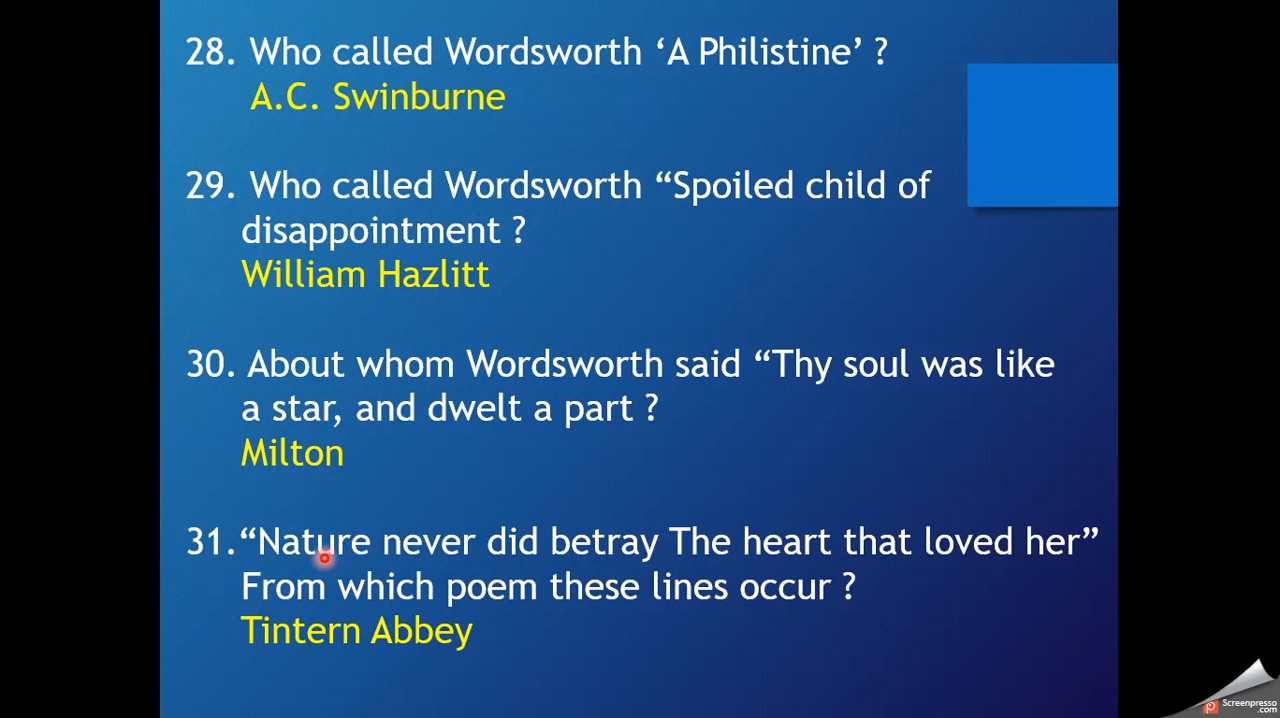 28. Who called Wordsworth ‘A Philistine’ ?
A.C. Swinburne
29. Who called Wordsworth “Spoiled child of
disappointment ?
William Hazlitt
30. About whom Wordsworth said “Thy soul was like
a star, and dwelt a part ?
Milton
31.“Nature never did betray The heart that loved her”
From which poem these lines occur ?
Tintern Abbey
Screenpresso
.com